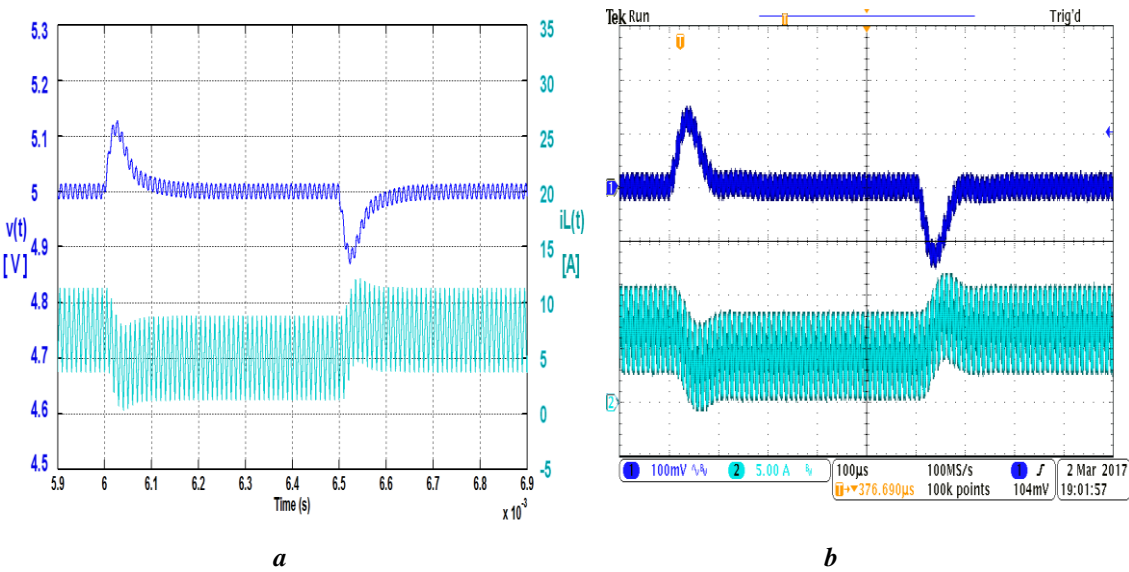 5.3
5.2
5.1
5
4.9
4.8
4.7
4.6
4.5
v(t)
[ V ]
35
30
25
20
15
10
5
0
-5
iL(t)
[A]
5.9 6 6.1 6.2 6.3 6.4 6.5 6.6 6.7 6.8 6.9
Time (s)
x 10⁻³
a
Tek Run Trig'd
T
T
1
2
1 100mV 2 5.00 A 100µs 100MS/s 1 2 Mar 2017
T→▼376.690µs 100k points 104mV 19:01:57
b